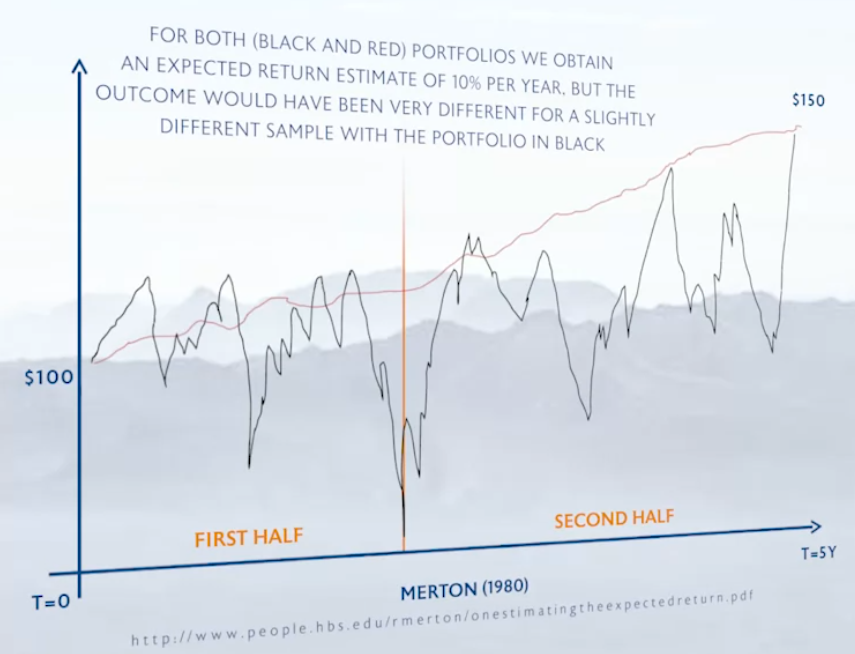 FOR BOTH (BLACK AND RED) PORTFOLIOS WE OBTAIN
AN EXPECTED RETURN ESTIMATE OF 10% PER YEAR, BUT THE
OUTCOME WOULD HAVE BEEN VERY DIFFERENT FOR A SLIGHTLY
DIFFERENT SAMPLE WITH THE PORTFOLIO IN BLACK
$150
$100
FIRST HALF
SECOND HALF
T=5Y
T=0
MERTON (1980)
http://www.people.hbs.edu/rmerton/onestimatingtheexpectedreturn.pdf